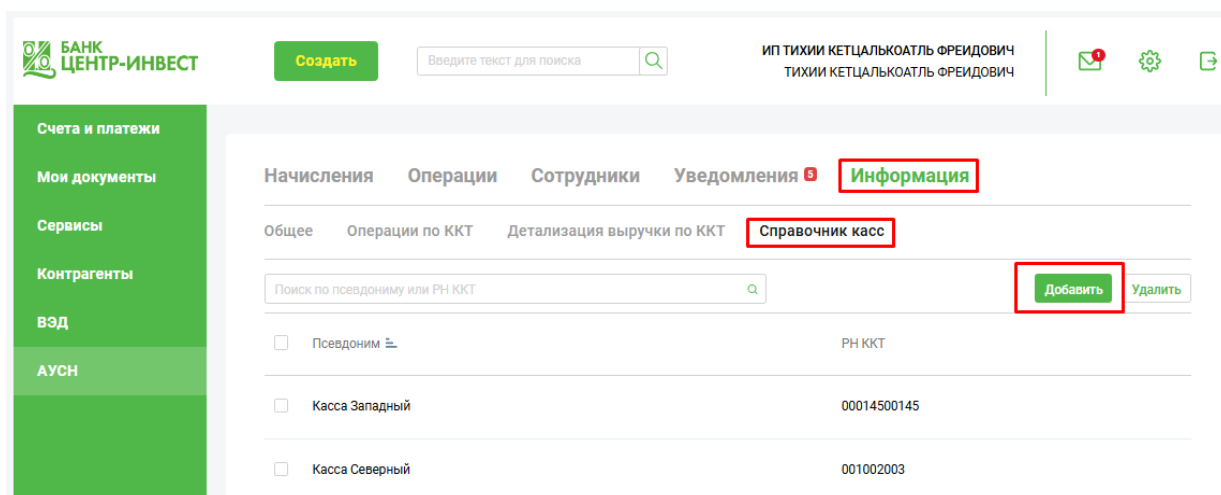 БАНК
ЦЕНТР-ИНВЕСТ
Создать
Введите текст для поиска
ИП ТИХИИ КЕТЦАЛЬКОАТЛЬ ФРЕИДОВИЧ
ТИХИИ КЕТЦАЛЬКОАТЛЬ ФРЕИДОВИЧ
1
Счета и платежи
Мои документы
Сервисы
Контрагенты
ВЭД
АУСН
Начисления Операции Сотрудники Уведомления 5 Информация
Общее Операции по ККТ Детализация выручки по ККТ Справочник касс
Поиск по псевдониму или РН ККТ
Добавить Удалить
Псевдоним РН ККТ
Касса Западный 00014500145
Касса Северный 001002003